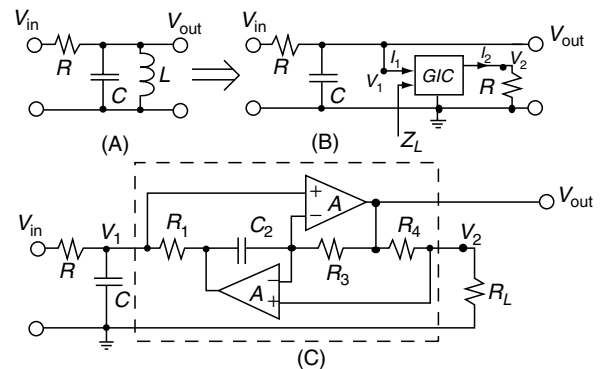 V_in
R
C
L
V_out
(A)
V_in
R
C
I_1
V_1
GIC
I_2
V_2
R
V_out
Z_L
(B)
V_in
R
V_1
C
R_1
C_2
+
−
A
R_3
R_4
A
−
+
V_2
R_L
V_out
(C)